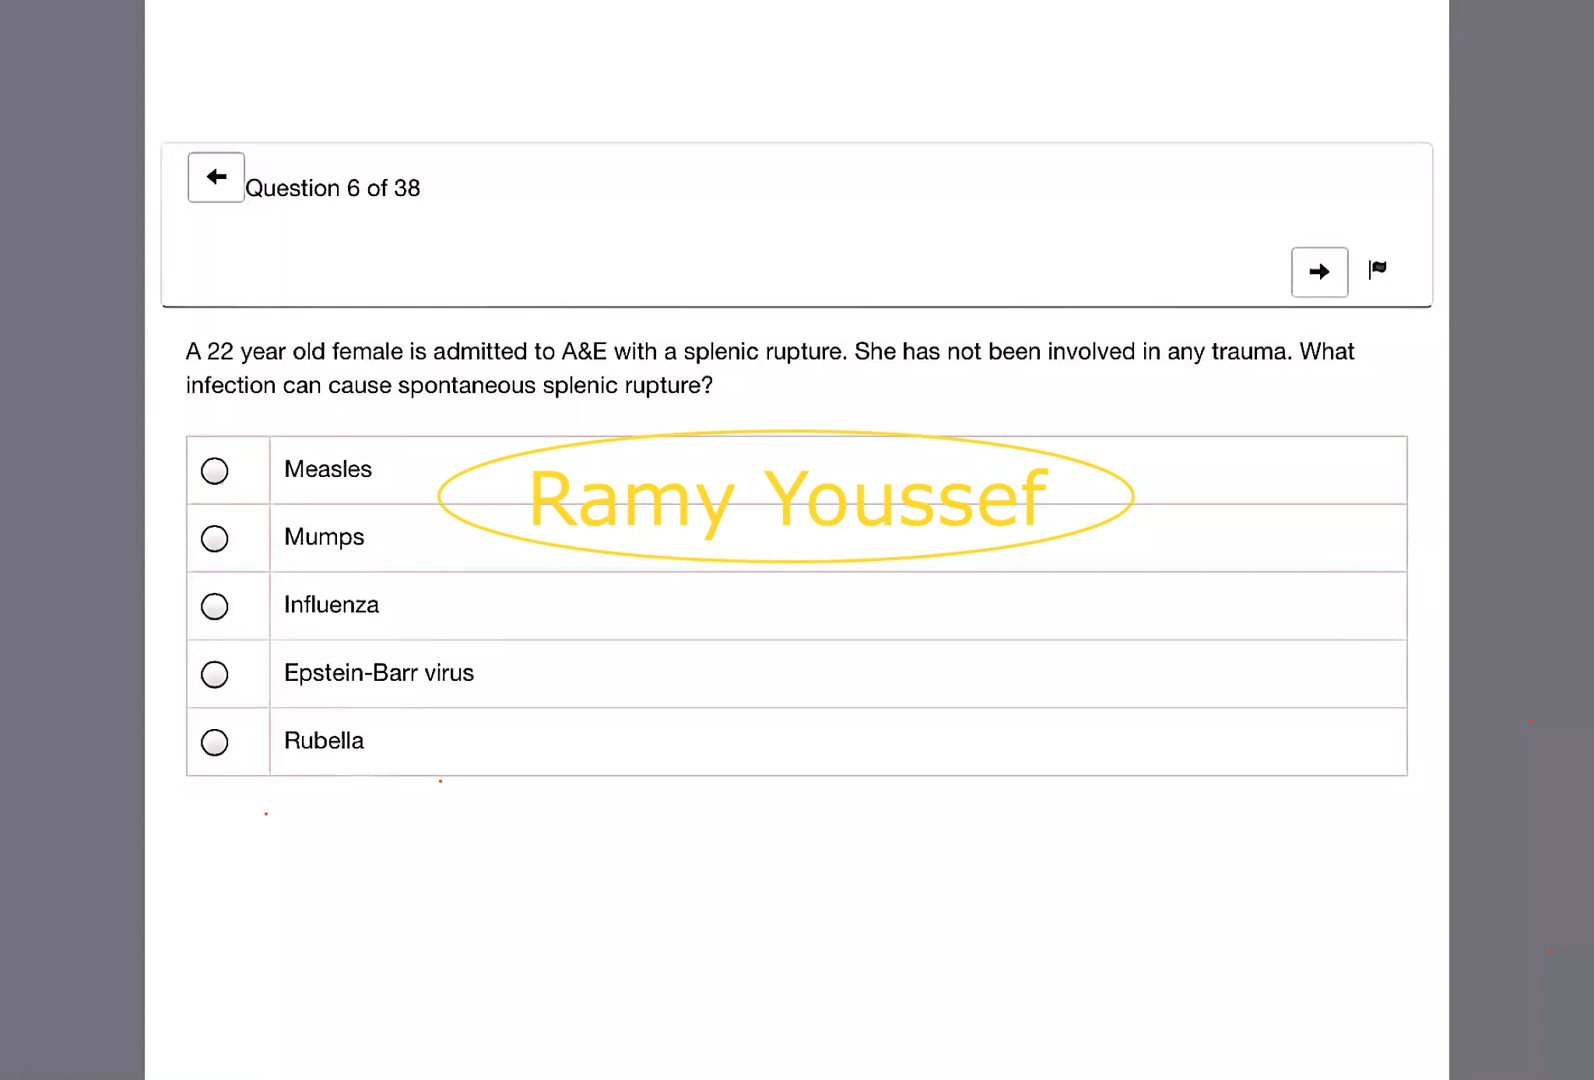 Question 6 of 38
A 22 year old female is admitted to A&E with a splenic rupture. She has not been involved in any trauma. What
infection can cause spontaneous splenic rupture?
Measles
Ramy Youssef
Mumps
Influenza
Epstein-Barr virus
Rubella